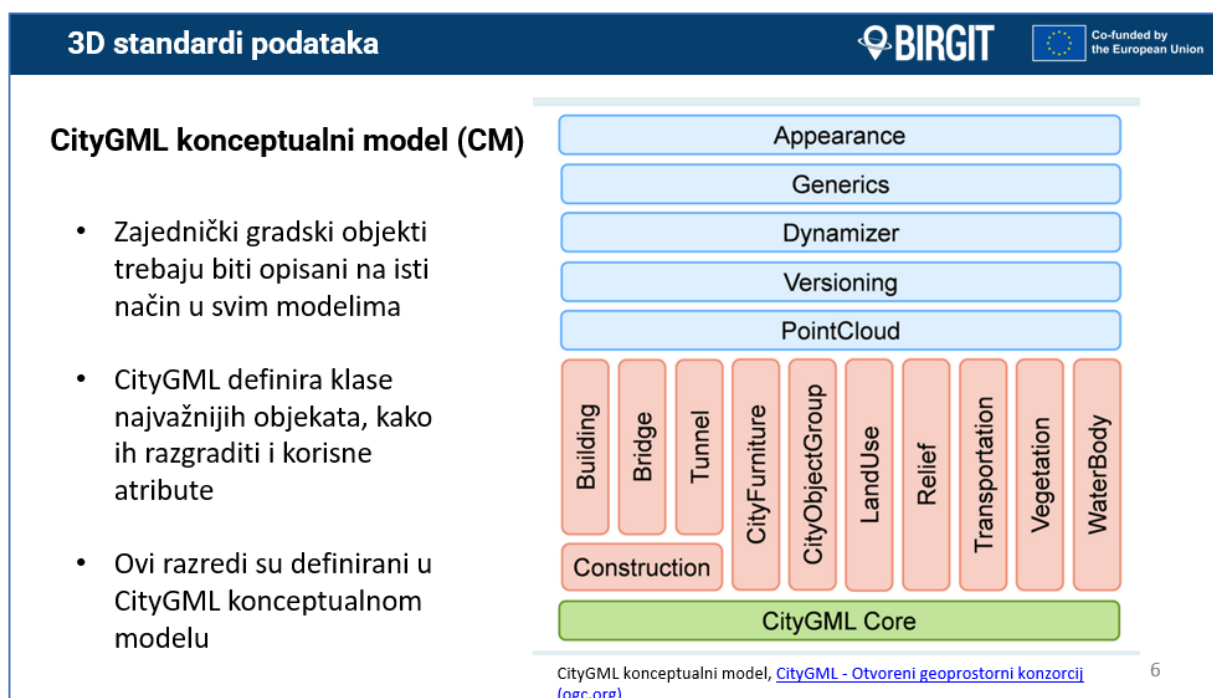 3D standardi podataka
BIRGIT
Co-funded by
the European Union
CityGML konceptualni model (CM)
• Zajednički gradski objekti
trebaju biti opisani na isti
način u svim modelima
• CityGML definira klase
najvažnijih objekata, kako
ih razgraditi i korisne
atribute
• Ovi razredi su definirani u
CityGML konceptualnom
modelu
Appearance
Generics
Dynamizer
Versioning
PointCloud
Building
Bridge
Tunnel
CityFurniture
CityObjectGroup
LandUse
Relief
Transportation
Vegetation
WaterBody
Construction
CityGML Core
CityGML konceptualni model, CityGML - Otvoreni geoprostorni konzorcij
(ogc.org)
6